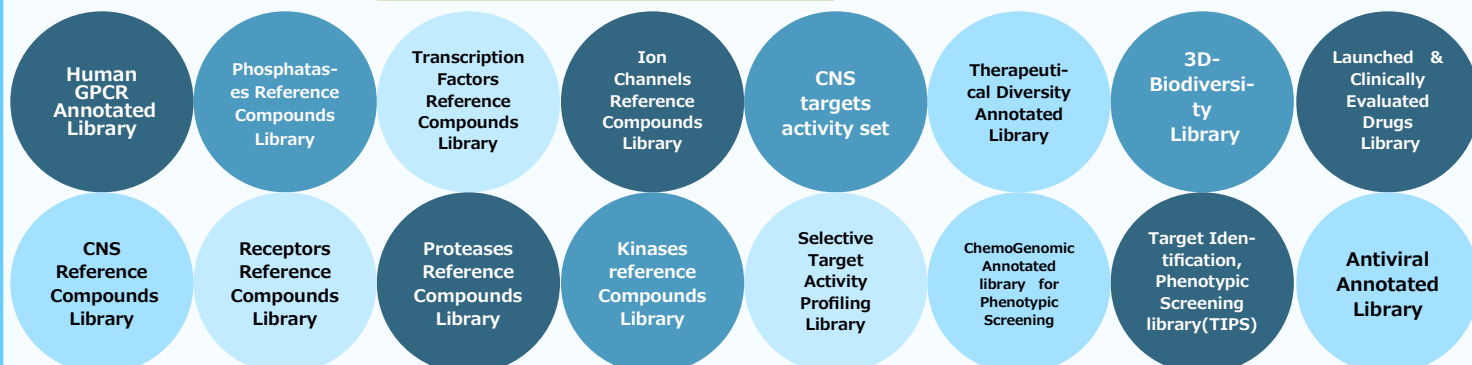 Human
GPCR
Annotated
Library
Phosphatas-
es Reference
Compounds
Library
Transcription
Factors
Reference
Compounds
Library
Ion
Channels
Reference
Compounds
Library
CNS
targets
activity set
Therapeuti-
cal Diversity
Annotated
Library
3D-
Biodiversi-
ty
Library
Launched &
Clinically
Evaluated
Drugs
Library
CNS
Reference
Compounds
Library
Receptors
Reference
Compounds
Library
Proteases
Reference
Compounds
Library
Kinases
reference
Compounds
Library
Selective
Target
Activity
Profiling
Library
ChemoGenomic
Annotated
library for
Phenotypic
Screening
Target Iden-
tification,
Phenotypic
Screening
library(TIPS)
Antiviral
Annotated
Library